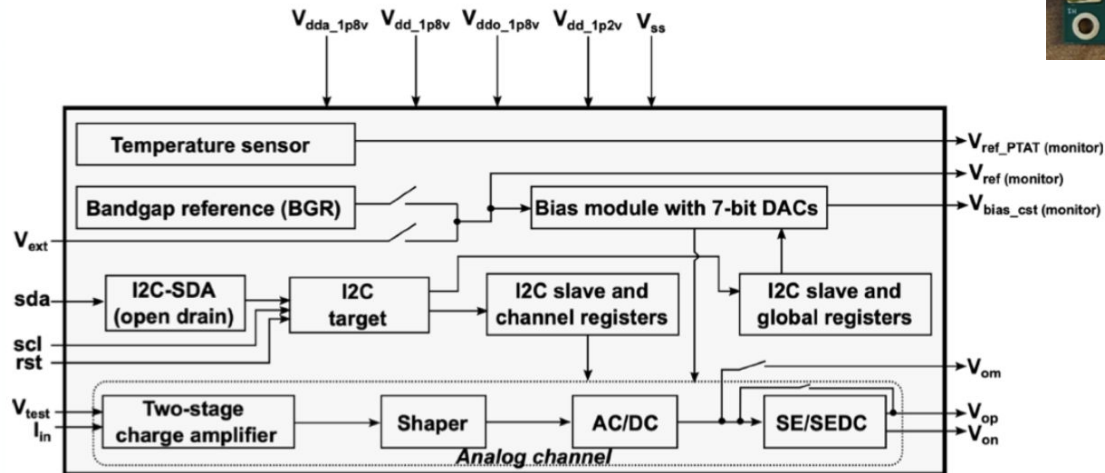 Vdda_1p8v Vdd_1p8v Vddo_1p8v Vdd_1p2v Vss
Temperature sensor
Vref_PTAT (monitor)
Vref (monitor)
Bandgap reference (BGR)
Bias module with 7-bit DACs
Vbias_cst (monitor)
Vext
sda
I2C-SDA
(open drain)
I2C
target
I2C slave and
channel registers
I2C slave and
global registers
scl
rst
Vom
Vtest
Iin
Two-stage
charge amplifier
Shaper
AC/DC
SE/SEDC
Vop
Von
Analog channel